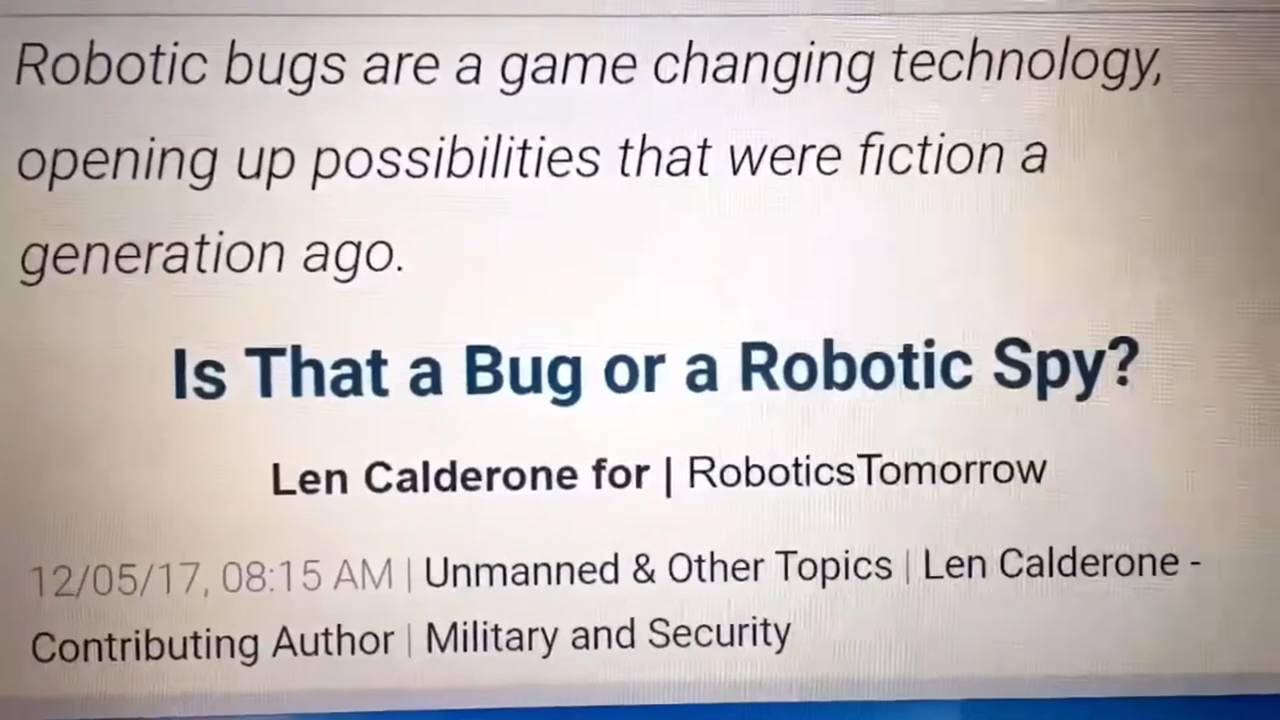 Robotic bugs are a game changing technology,
opening up possibilities that were fiction a
generation ago.
Is That a Bug or a Robotic Spy?
Len Calderone for | RoboticsTomorrow
12/05/17, 08:15 AM | Unmanned & Other Topics | Len Calderone -
Contributing Author | Military and Security